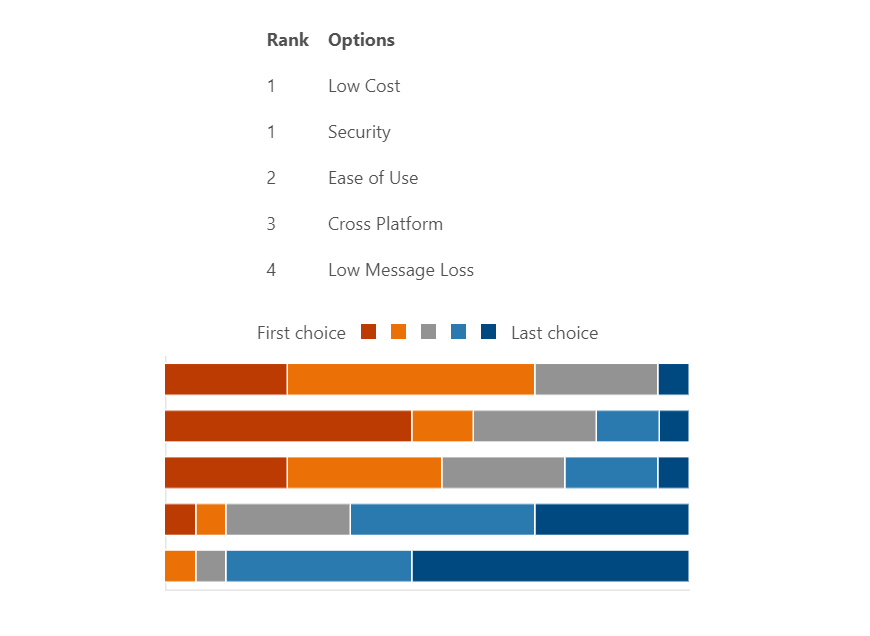 Rank Options
1 Low Cost
1 Security
2 Ease of Use
3 Cross Platform
4 Low Message Loss
First choice Last choice